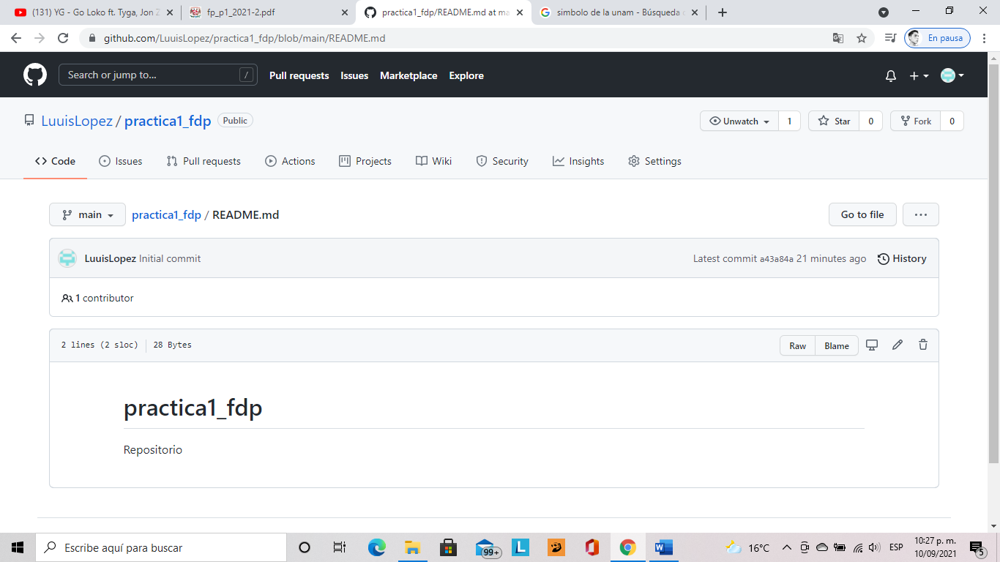 (131) YG - Go Loko ft. Tyga, Jon Z
fp_p1_2021-2.pdf
practica1_fdp/README.md at ma
simbolo de la unam - Búsqueda
github.com/LuuisLopez/practica1_fdp/blob/main/README.md
En pausa
Search or jump to...
/
Pull requests
Issues
Marketplace
Explore
LuuisLopez / practica1_fdp
Public
Unwatch
1
Star
0
Fork
0
Code
Issues
Pull requests
Actions
Projects
Wiki
Security
Insights
Settings
main
practica1_fdp / README.md
Go to file
LuuisLopez Initial commit
Latest commit a43a84a 21 minutes ago
History
1 contributor
2 lines (2 sloc)
28 Bytes
Raw
Blame
practica1_fdp
Repositorio
Escribe aquí para buscar
99+
L
16°C
ESP
10:27 p. m.
10/09/2021
5